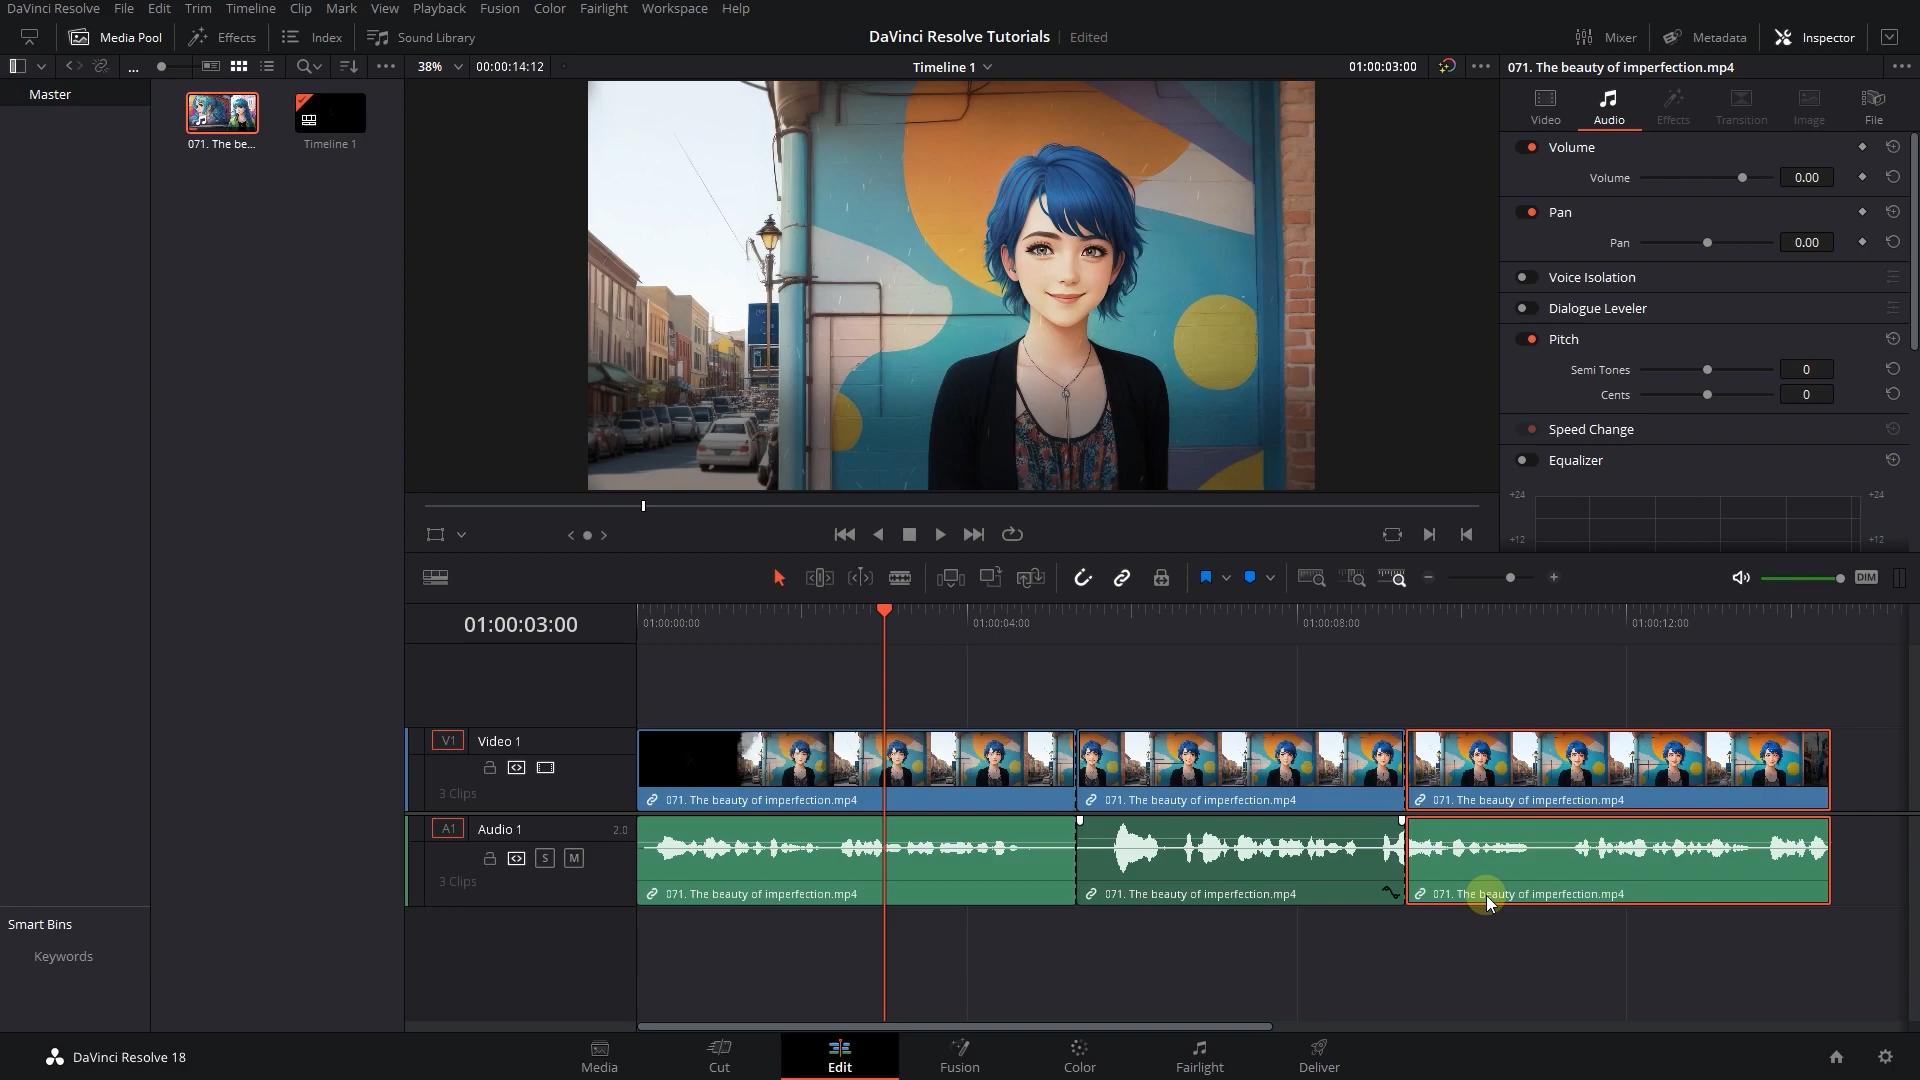 DaVinci Resolve File Edit Trim Timeline Clip Mark View Playback Fusion Color Fairlight Workspace Help
Media Pool Effects Index Sound Library DaVinci Resolve Tutorials Edited Mixer Metadata Inspector
... 38% 00:00:14:12 Timeline 1 01:00:03:00 071. The beauty of imperfection.mp4
Master
071. The be...
Timeline 1
Video Audio Effects Transition Image File
Volume
Volume 0.00
Pan
Pan 0.00
Voice Isolation
Dialogue Leveler
Pitch
Semi Tones 0
Cents 0
Speed Change
Equalizer
+24 +24
+12 +12
DIM
01:00:03:00
01:00:00:00 01:00:04:00 01:00:08:00 01:00:12:00
V1 Video 1
3 Clips
071. The beauty of imperfection.mp4 071. The beauty of imperfection.mp4 071. The beauty of imperfection.mp4
A1 Audio 1 2.0
S M
3 Clips
071. The beauty of imperfection.mp4 071. The beauty of imperfection.mp4 071. The beauty of imperfection.mp4
Smart Bins
Keywords
DaVinci Resolve 18
Media Cut Edit Fusion Color Fairlight Deliver